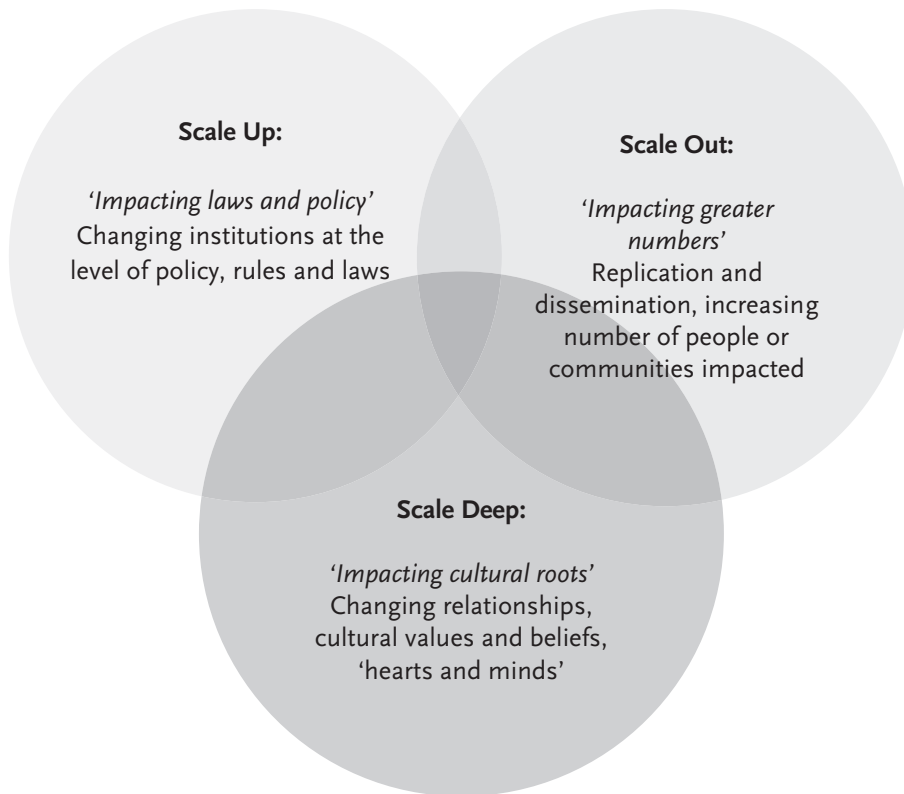 Scale Up:
‘Impacting laws and policy’
Changing institutions at the
level of policy, rules and laws
Scale Out:
‘Impacting greater
numbers’
Replication and
dissemination, increasing
number of people or
communities impacted
Scale Deep:
‘Impacting cultural roots’
Changing relationships,
cultural values and beliefs,
‘hearts and minds’